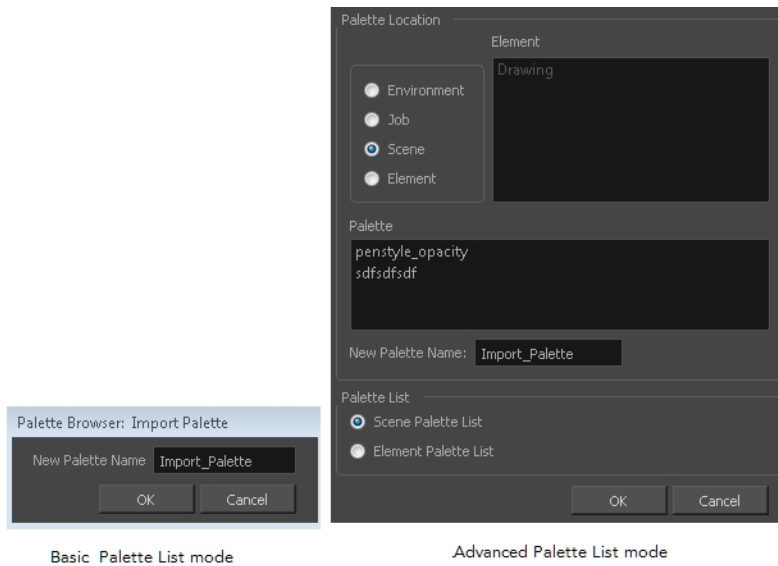 Palette Location
Element
Drawing
Environment
Job
Scene
Element
Palette
penstyle_opacity
sdfsdfsdf
New Palette Name: Import_Palette
Palette List
Scene Palette List
Element Palette List
OK Cancel
Advanced Palette List mode
Palette Browser: Import Palette
New Palette Name Import_Palette
OK Cancel
Basic Palette List mode